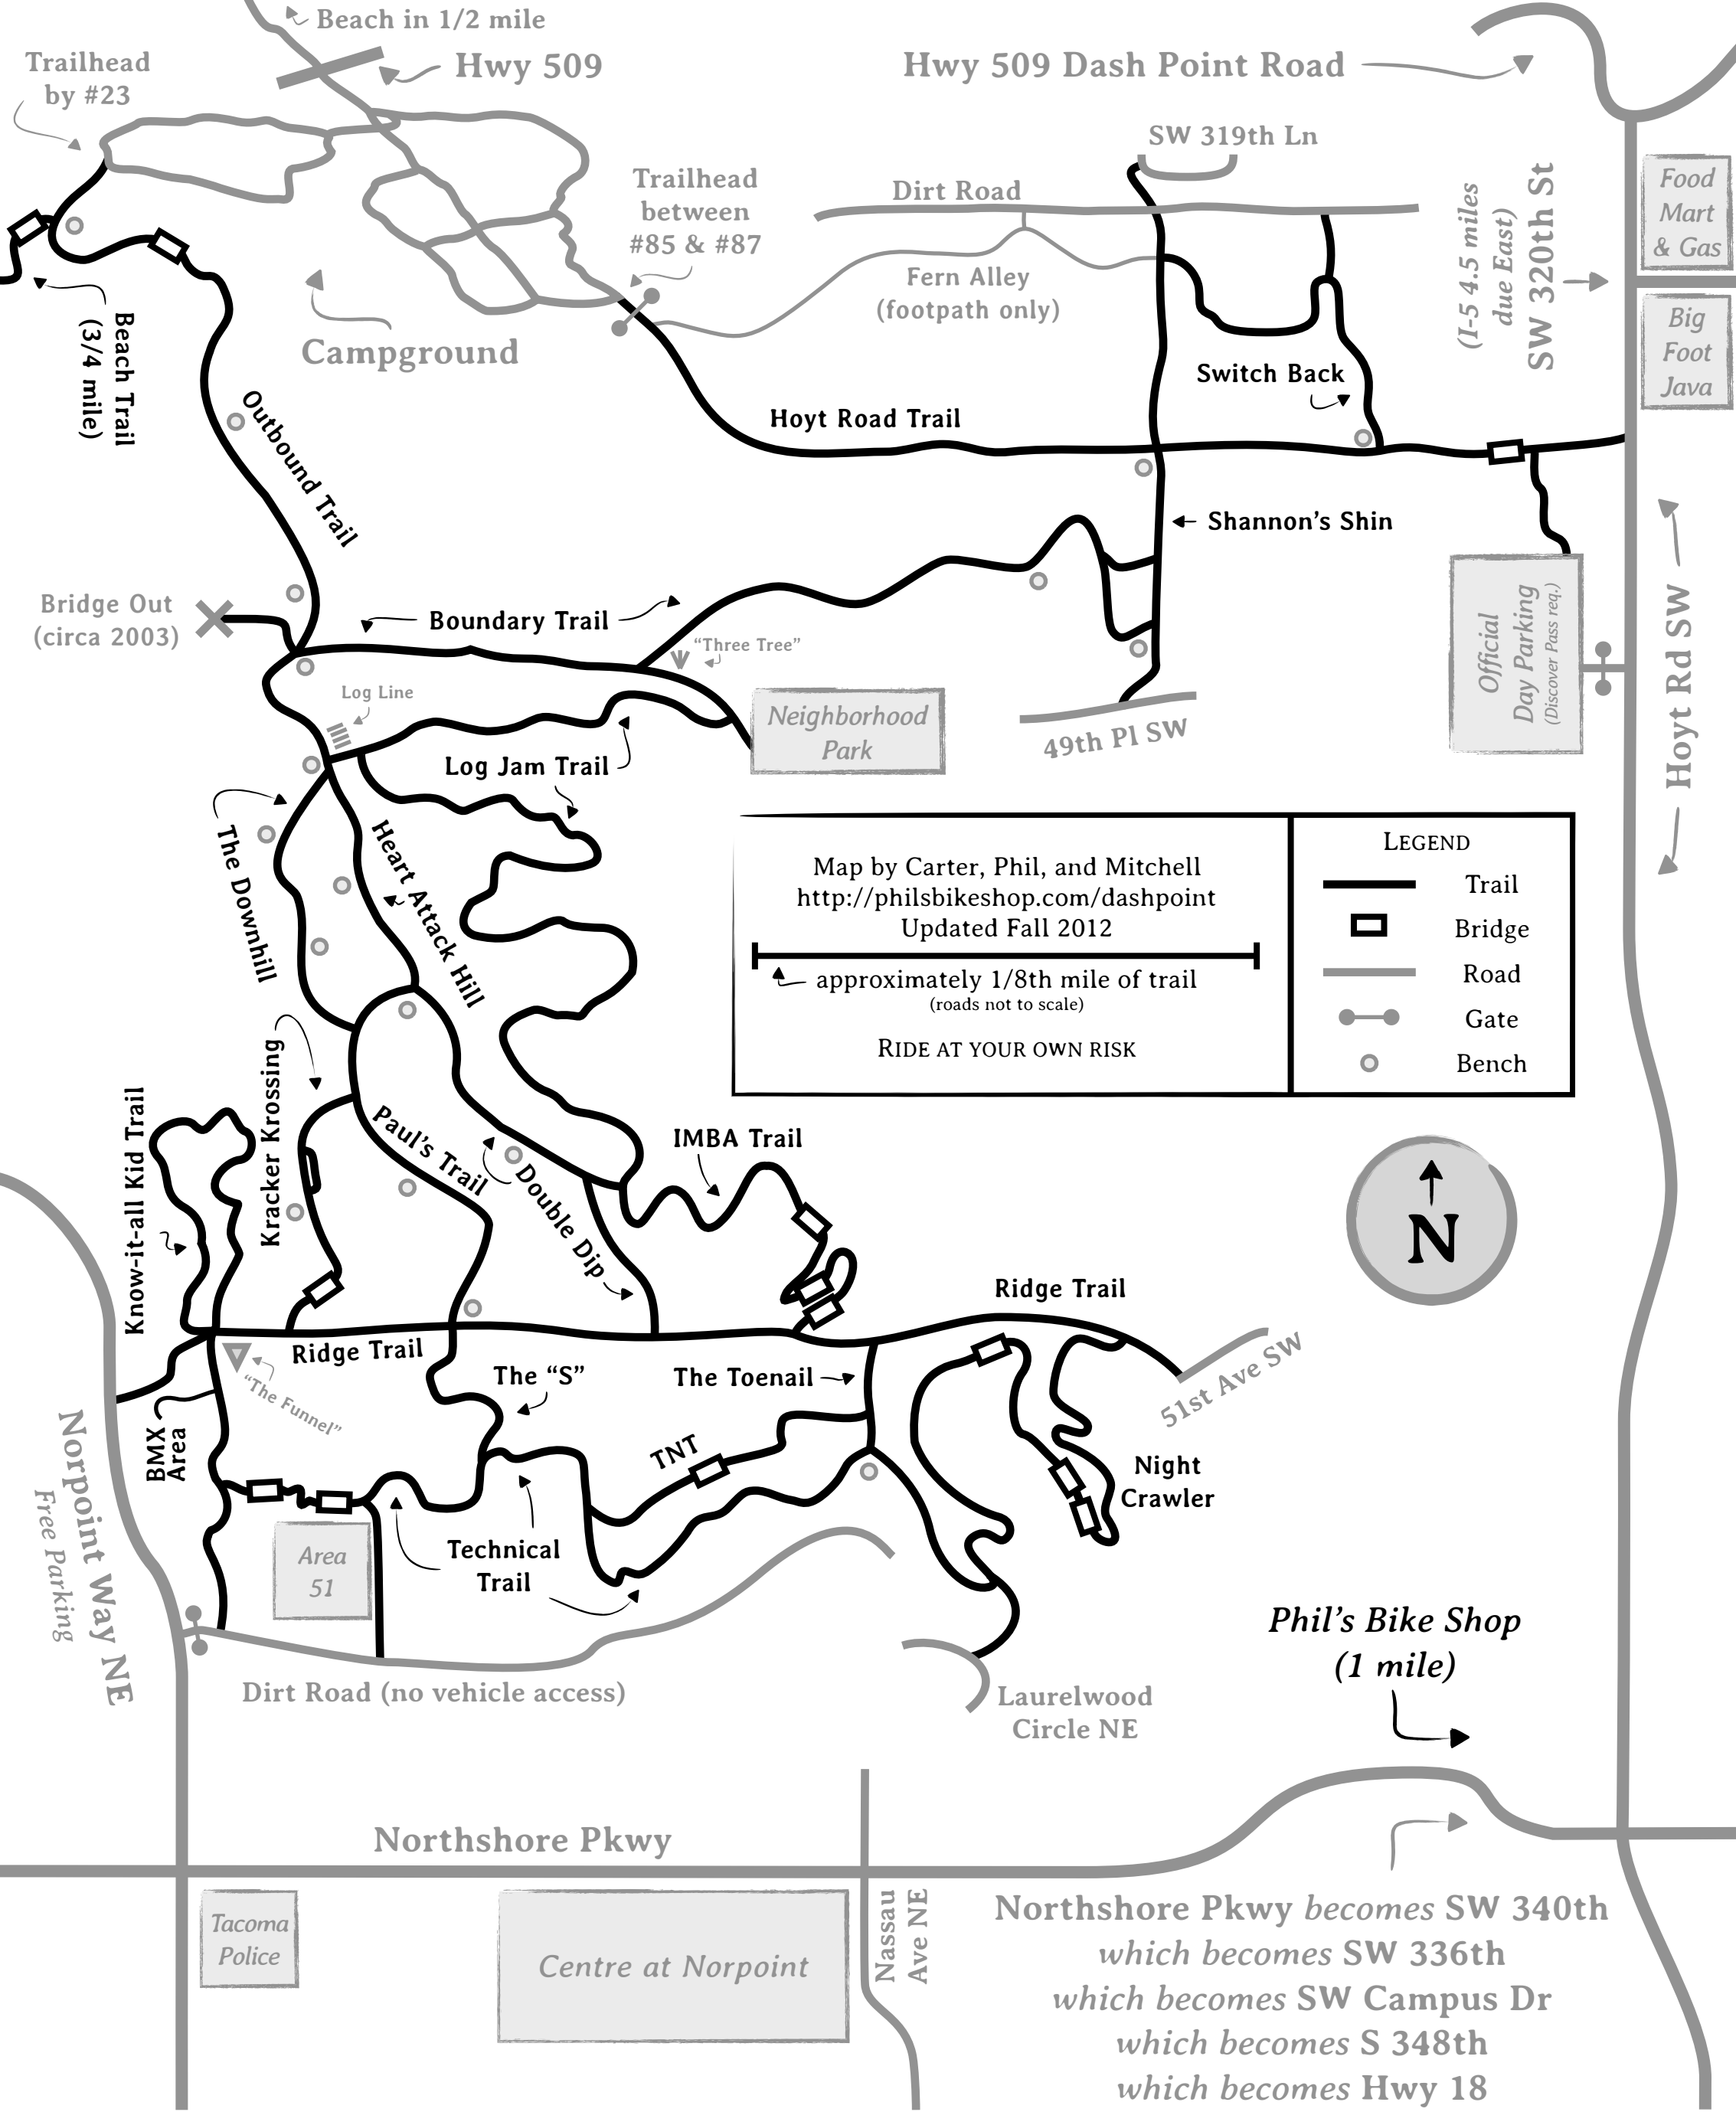 Beach in 1/2 mile
Hwy 509
Hwy 509 Dash Point Road
Trailhead
by #23
SW 319th Ln
Trailhead
between
#85 & #87
Dirt Road
Fern Alley
(footpath only)
(I-5 4.5 miles
due East)
SW 320th St
Food
Mart
& Gas
Big
Foot
Java
Campground
Beach Trail
(3/4 mile)
Outbound Trail
Hoyt Road Trail
Switch Back
Shannon's Shin
Bridge Out
(circa 2003)
Boundary Trail
"Three Tree"
Log Line
Neighborhood
Park
49th Pl SW
Official
Day Parking
(Discover Pass req.)
Hoyt Rd SW
Log Jam Trail
The Downhill
Heart Attack Hill
Map by Carter, Phil, and Mitchell
http://philsbikeshop.com/dashpoint
Updated Fall 2012
approximately 1/8th mile of trail
(roads not to scale)
RIDE AT YOUR OWN RISK
LEGEND
Trail
Bridge
Road
Gate
Bench
Know-it-all Kid Trail
Kracker Krossing
Paul's Trail
Double Dip
IMBA Trail
N
Ridge Trail
Ridge Trail
"The Funnel"
The "S"
The Toenail
51st Ave SW
BMX
Area
TNT
Night
Crawler
Norpoint Way NE
Free Parking
Area
51
Technical
Trail
Phil's Bike Shop
(1 mile)
Dirt Road (no vehicle access)
Laurelwood
Circle NE
Northshore Pkwy
Tacoma
Police
Centre at Norpoint
Nassau
Ave NE
Northshore Pkwy becomes SW 340th
which becomes SW 336th
which becomes SW Campus Dr
which becomes S 348th
which becomes Hwy 18